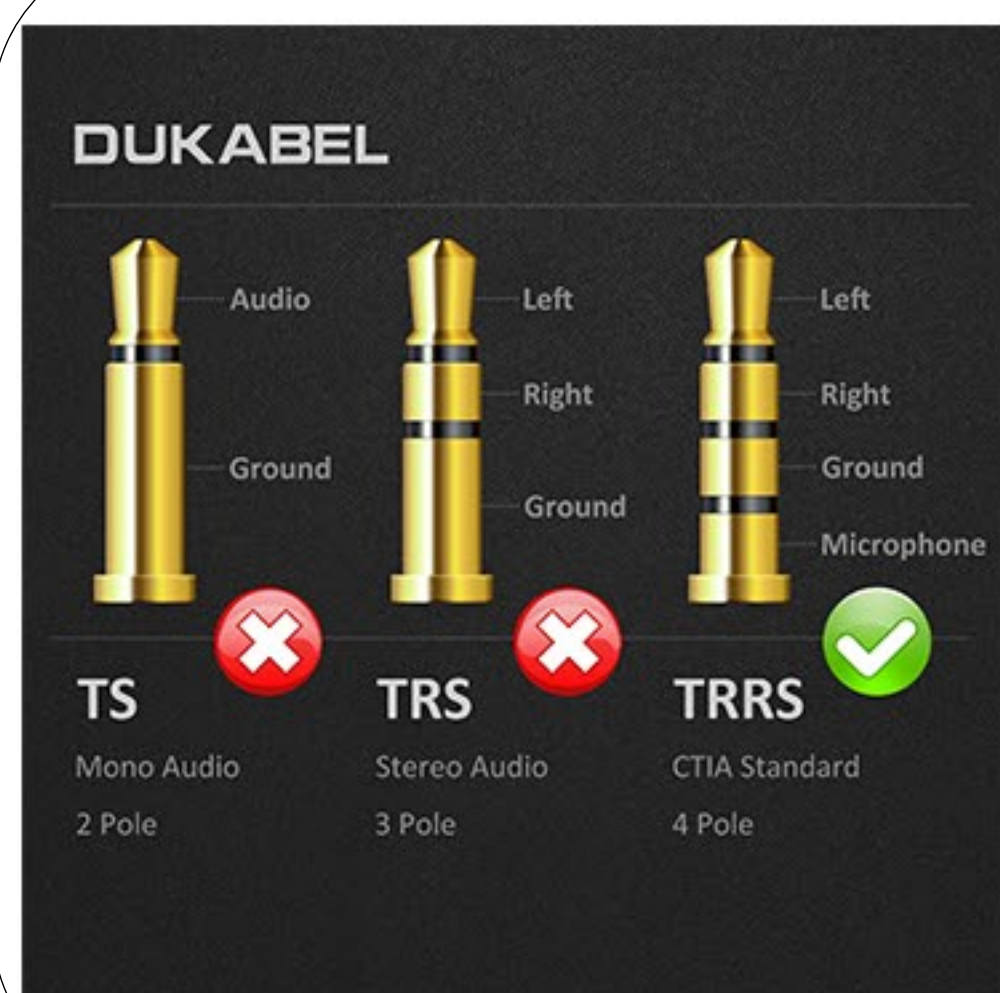 DUKABEL
Audio
Ground
Left
Right
Ground
Left
Right
Ground
Microphone
TS
Mono Audio
2 Pole
TRS
Stereo Audio
3 Pole
TRRS
CTIA Standard
4 Pole